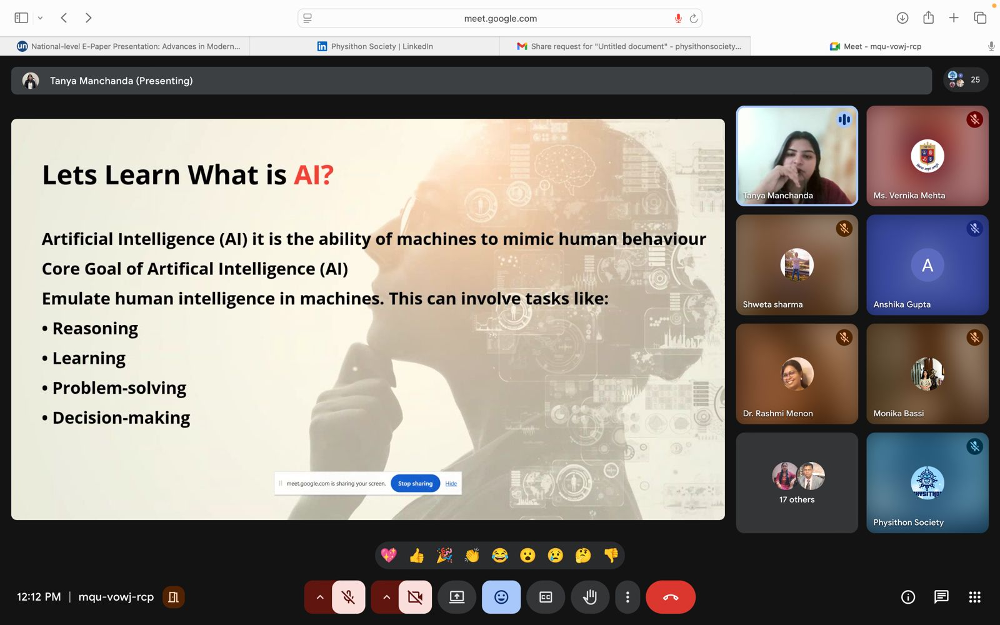 meet.google.com
National-level E-Paper Presentation: Advances in Modern...
Physithon Society | LinkedIn
Share request for "Untitled document" - physithonsociety...
Meet - mqu-vowj-rcp
Tanya Manchanda (Presenting)
25
Lets Learn What is AI?
Artificial Intelligence (AI) it is the ability of machines to mimic human behaviour
Core Goal of Artifical Intelligence (AI)
Emulate human intelligence in machines. This can involve tasks like:
• Reasoning
• Learning
• Problem-solving
• Decision-making
meet.google.com is sharing your screen.
Stop sharing
Hide
Tanya Manchanda
Ms. Vernika Mehta
Shweta sharma
A
Anshika Gupta
Dr. Rashmi Menon
Monika Bassi
17 others
Physithon Society
12:12 PM | mqu-vowj-rcp
CC